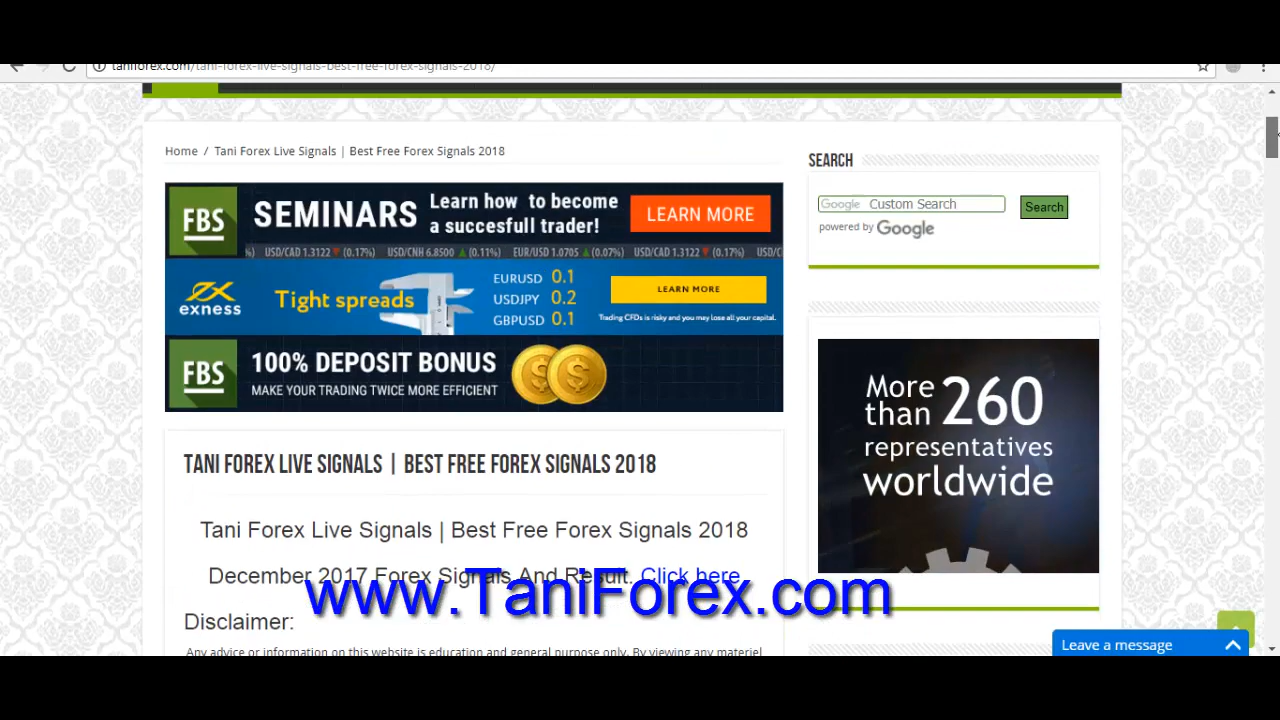 taniforex.com/tani-forex-live-signals-best-free-forex-signals-2018/
Home / Tani Forex Live Signals | Best Free Forex Signals 2018
FBS SEMINARS Learn how to become
a succesfull trader!
LEARN MORE
%) USD/CAD 1.3122 ▼ (0.17%) USD/CNH 6.8500 ▲ (0.11%) EUR/USD 1.0705 ▲ (0.07%) USD/CAD 1.3122 ▼ (0.17%) USD/C
exness
Tight spreads
EURUSD 0.1
USDJPY 0.2
GBPUSD 0.1
LEARN MORE
Trading CFDs is risky and you may lose all your capital.
FBS 100% DEPOSIT BONUS
MAKE YOUR TRADING TWICE MORE EFFICIENT
TANI FOREX LIVE SIGNALS | BEST FREE FOREX SIGNALS 2018
Tani Forex Live Signals | Best Free Forex Signals 2018
December 2017 Forex Signals And Result. Click here
www.TaniForex.com
Disclaimer:
Any advice or information on this website is education and general purpose only. By viewing any materiel
SEARCH
Google Custom Search
Search
powered by Google
More
than 260
representatives
worldwide
Leave a message